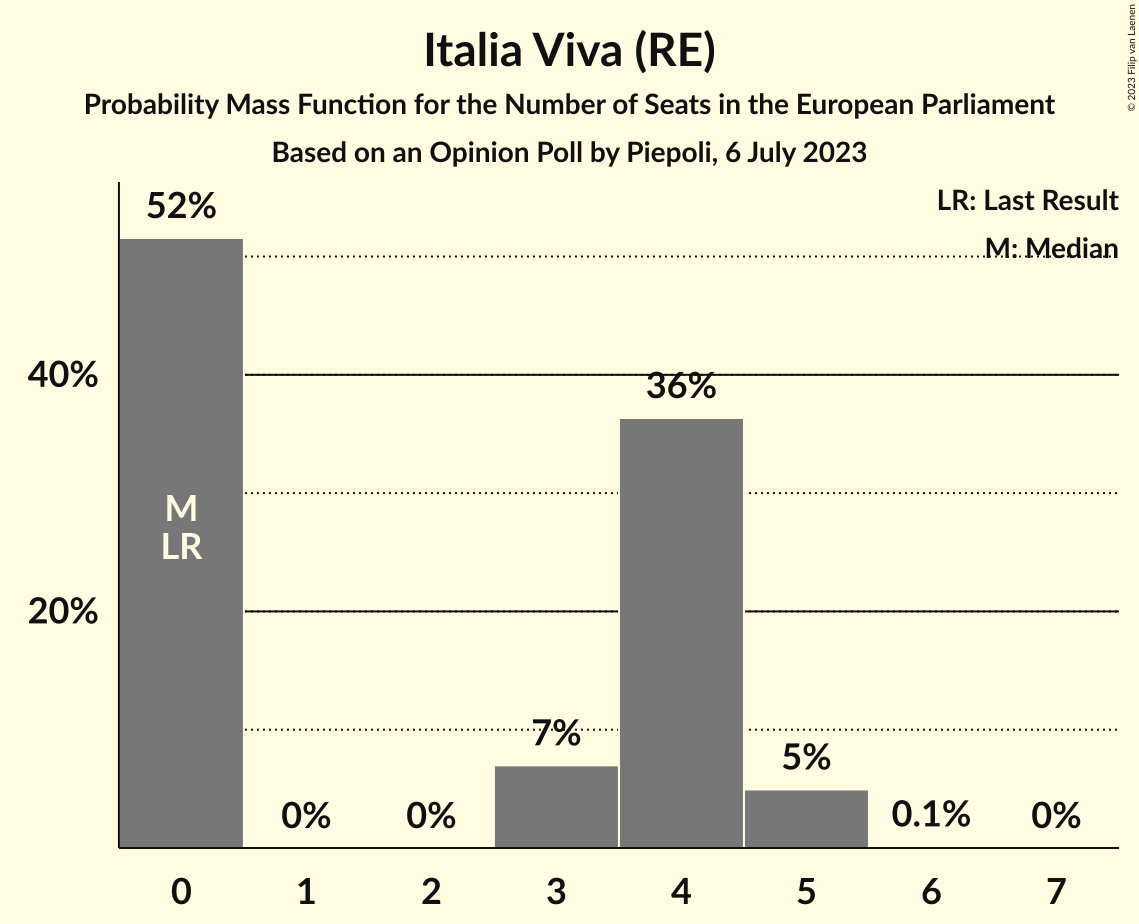 Italia Viva (RE)
Probability Mass Function for the Number of Seats in the European Parliament
Based on an Opinion Poll by Piepoli, 6 July 2023
© 2023 Filip van Laenen
LR: Last Result
M: Median
52%
40%
36%
M
LR
20%
7%
5%
0%
0%
0.1%
0%
0 1 2 3 4 5 6 7